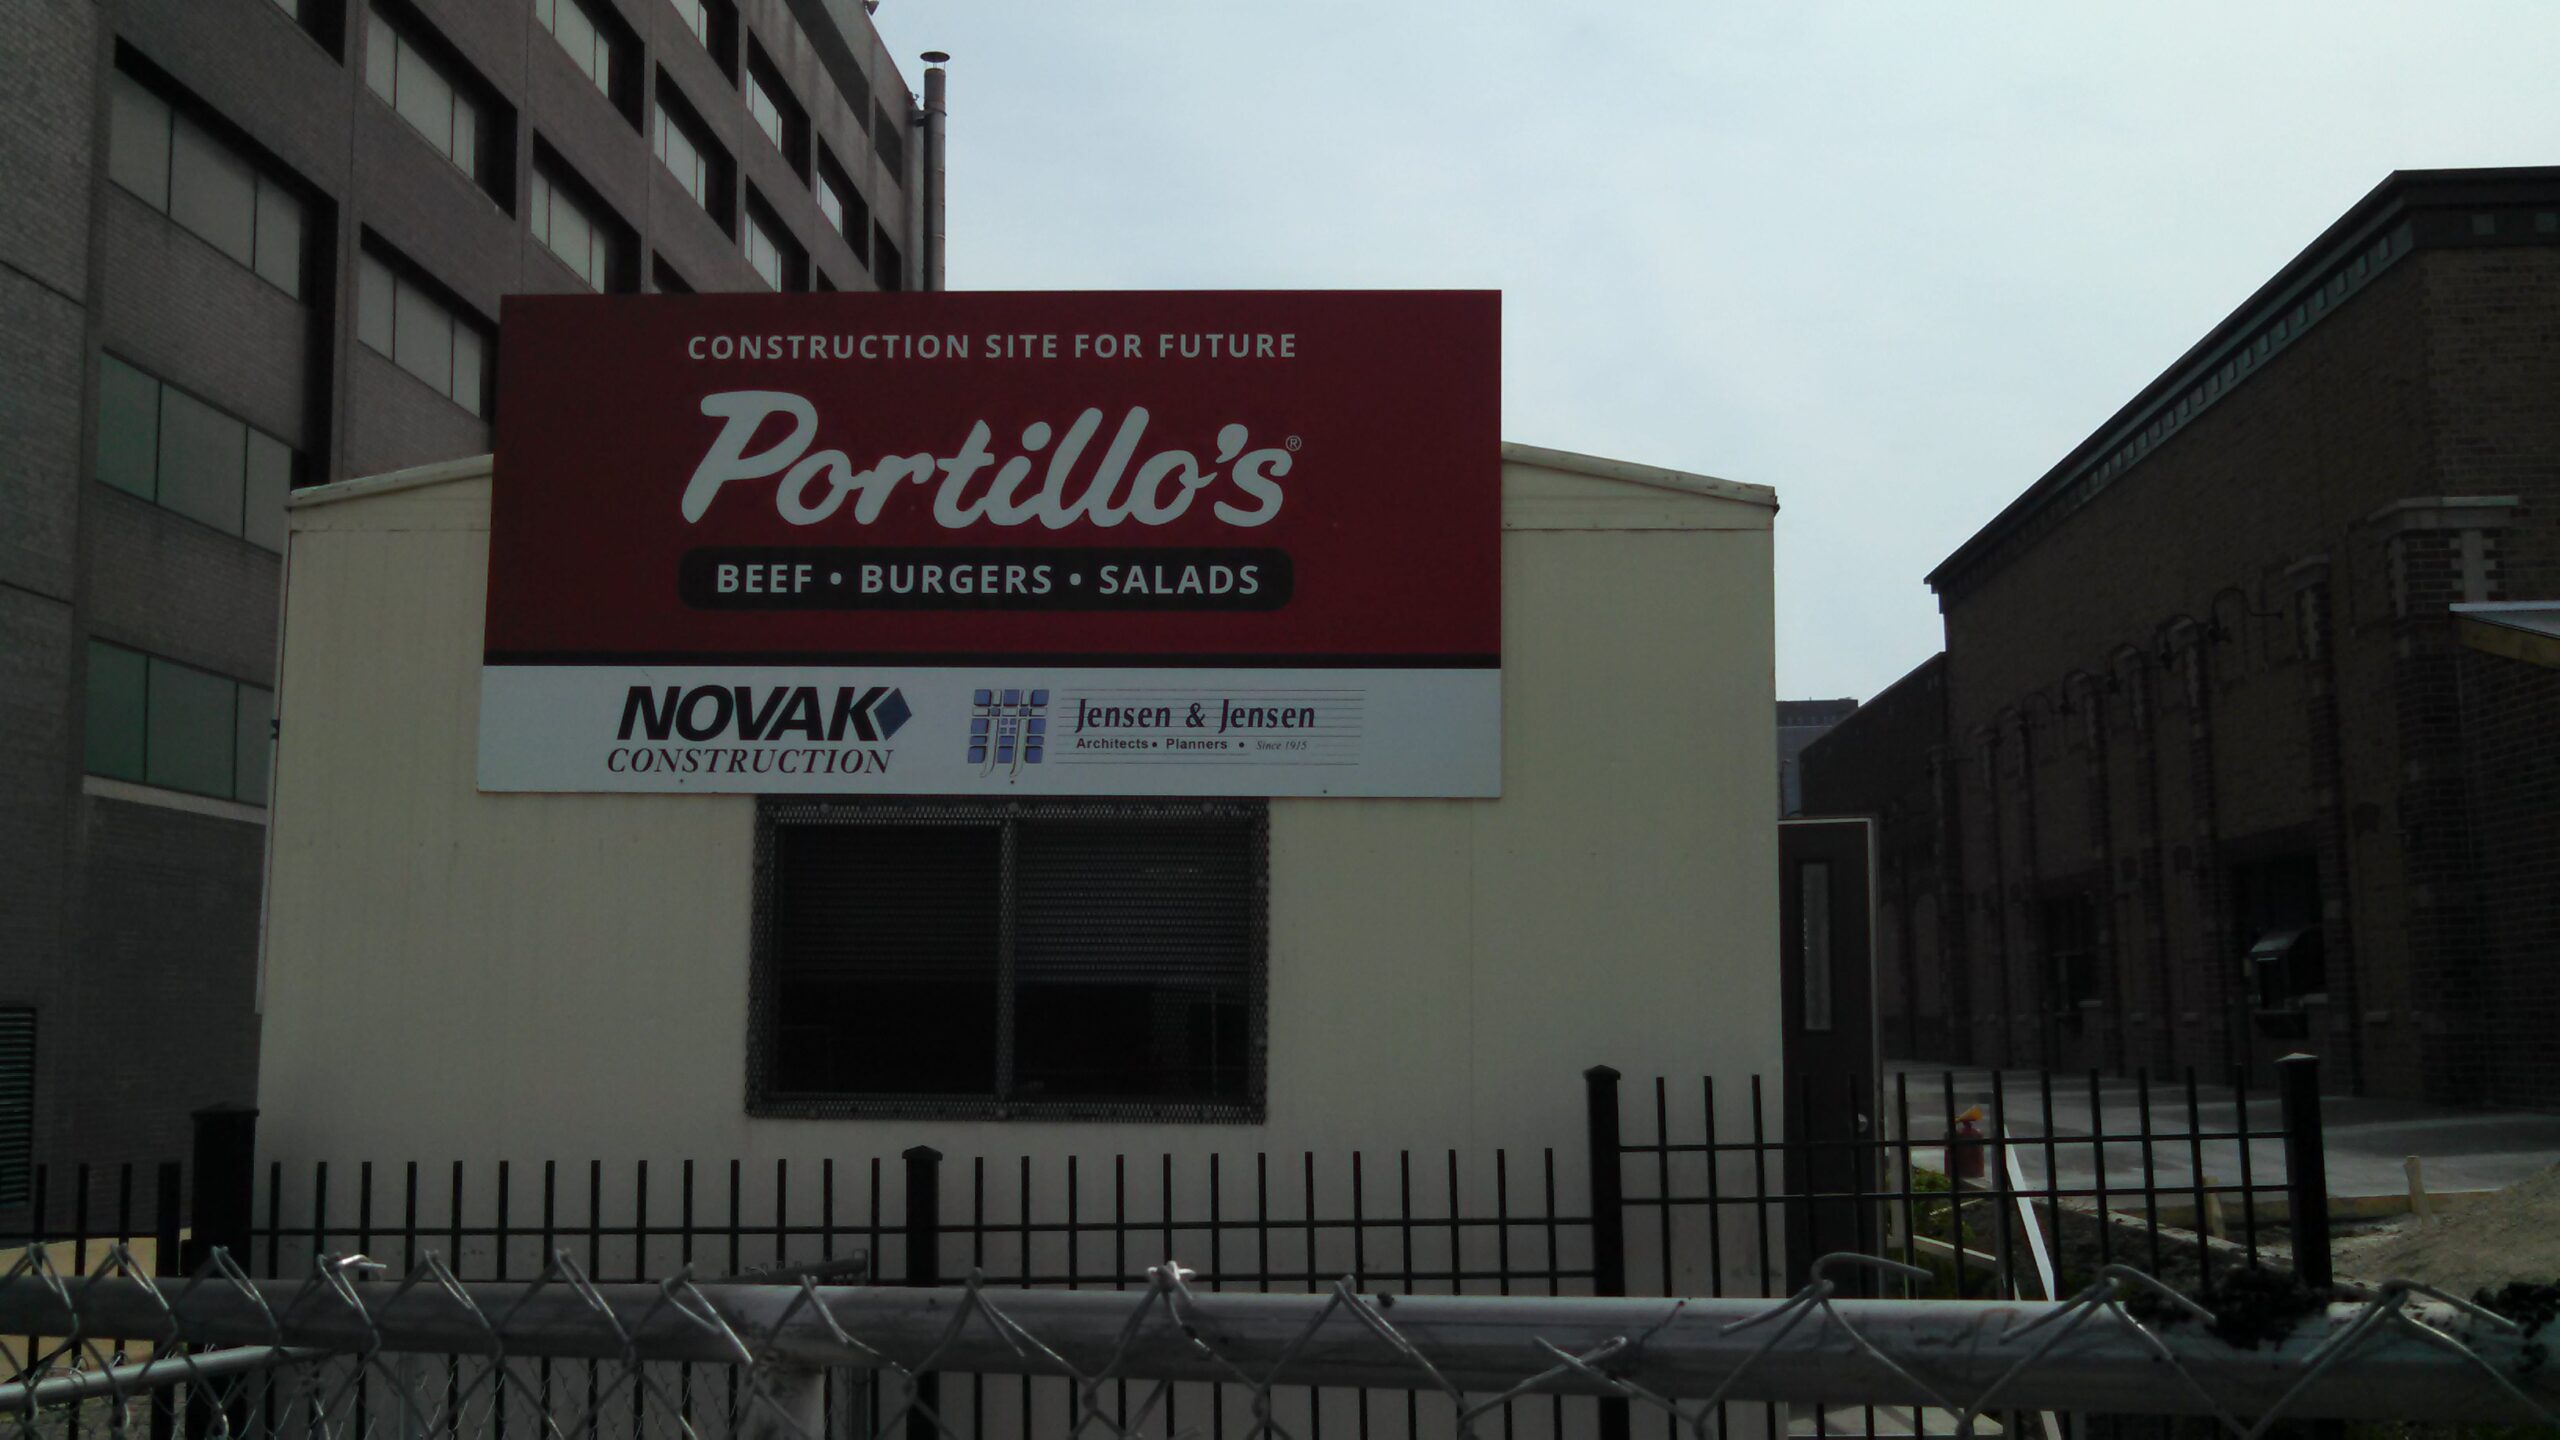 CONSTRUCTION SITE FOR FUTURE
Portillo's®
BEEF • BURGERS • SALADS
NOVAK
CONSTRUCTION
Jensen & Jensen
Architects • Planners • Since 1915